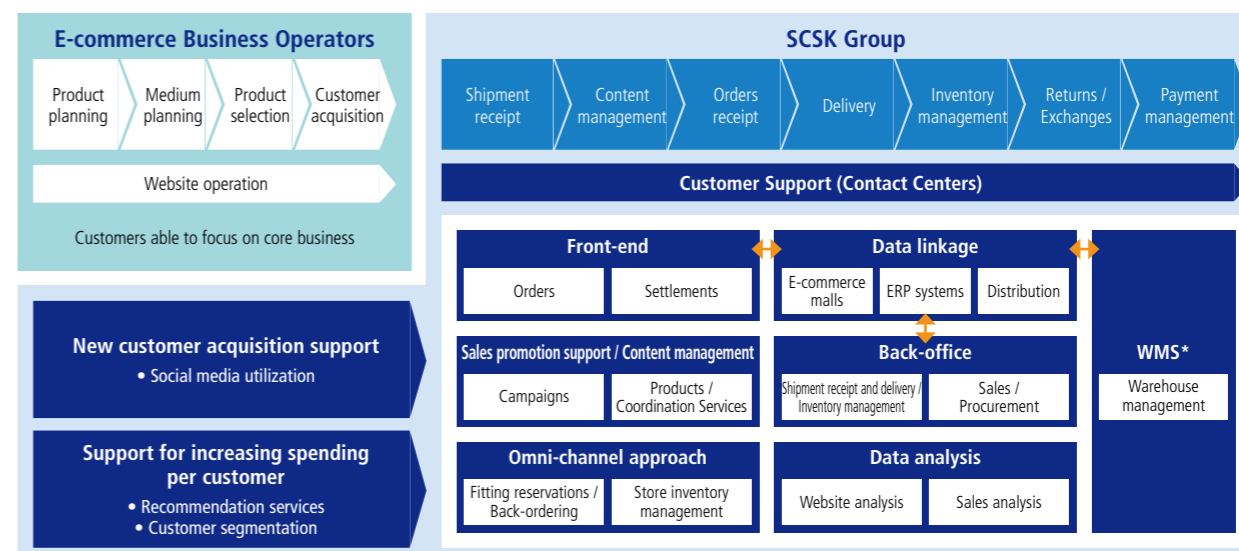 E-commerce Business Operators
Product
planning
Medium
planning
Product
selection
Customer
acquisition
Website operation
Customers able to focus on core business
SCSK Group
Shipment
receipt
Content
management
Orders
receipt
Delivery
Inventory
management
Returns /
Exchanges
Payment
management
Customer Support (Contact Centers)
New customer acquisition support
• Social media utilization
Support for increasing spending
per customer
• Recommendation services
• Customer segmentation
Front-end
Orders
Settlements
Data linkage
E-commerce
malls
ERP systems
Distribution
Sales promotion support / Content management
Campaigns
Products /
Coordination Services
Back-office
Shipment receipt and delivery /
Inventory management
Sales /
Procurement
WMS*
Warehouse
management
Omni-channel approach
Fitting reservations /
Back-ordering
Store inventory
management
Data analysis
Website analysis
Sales analysis